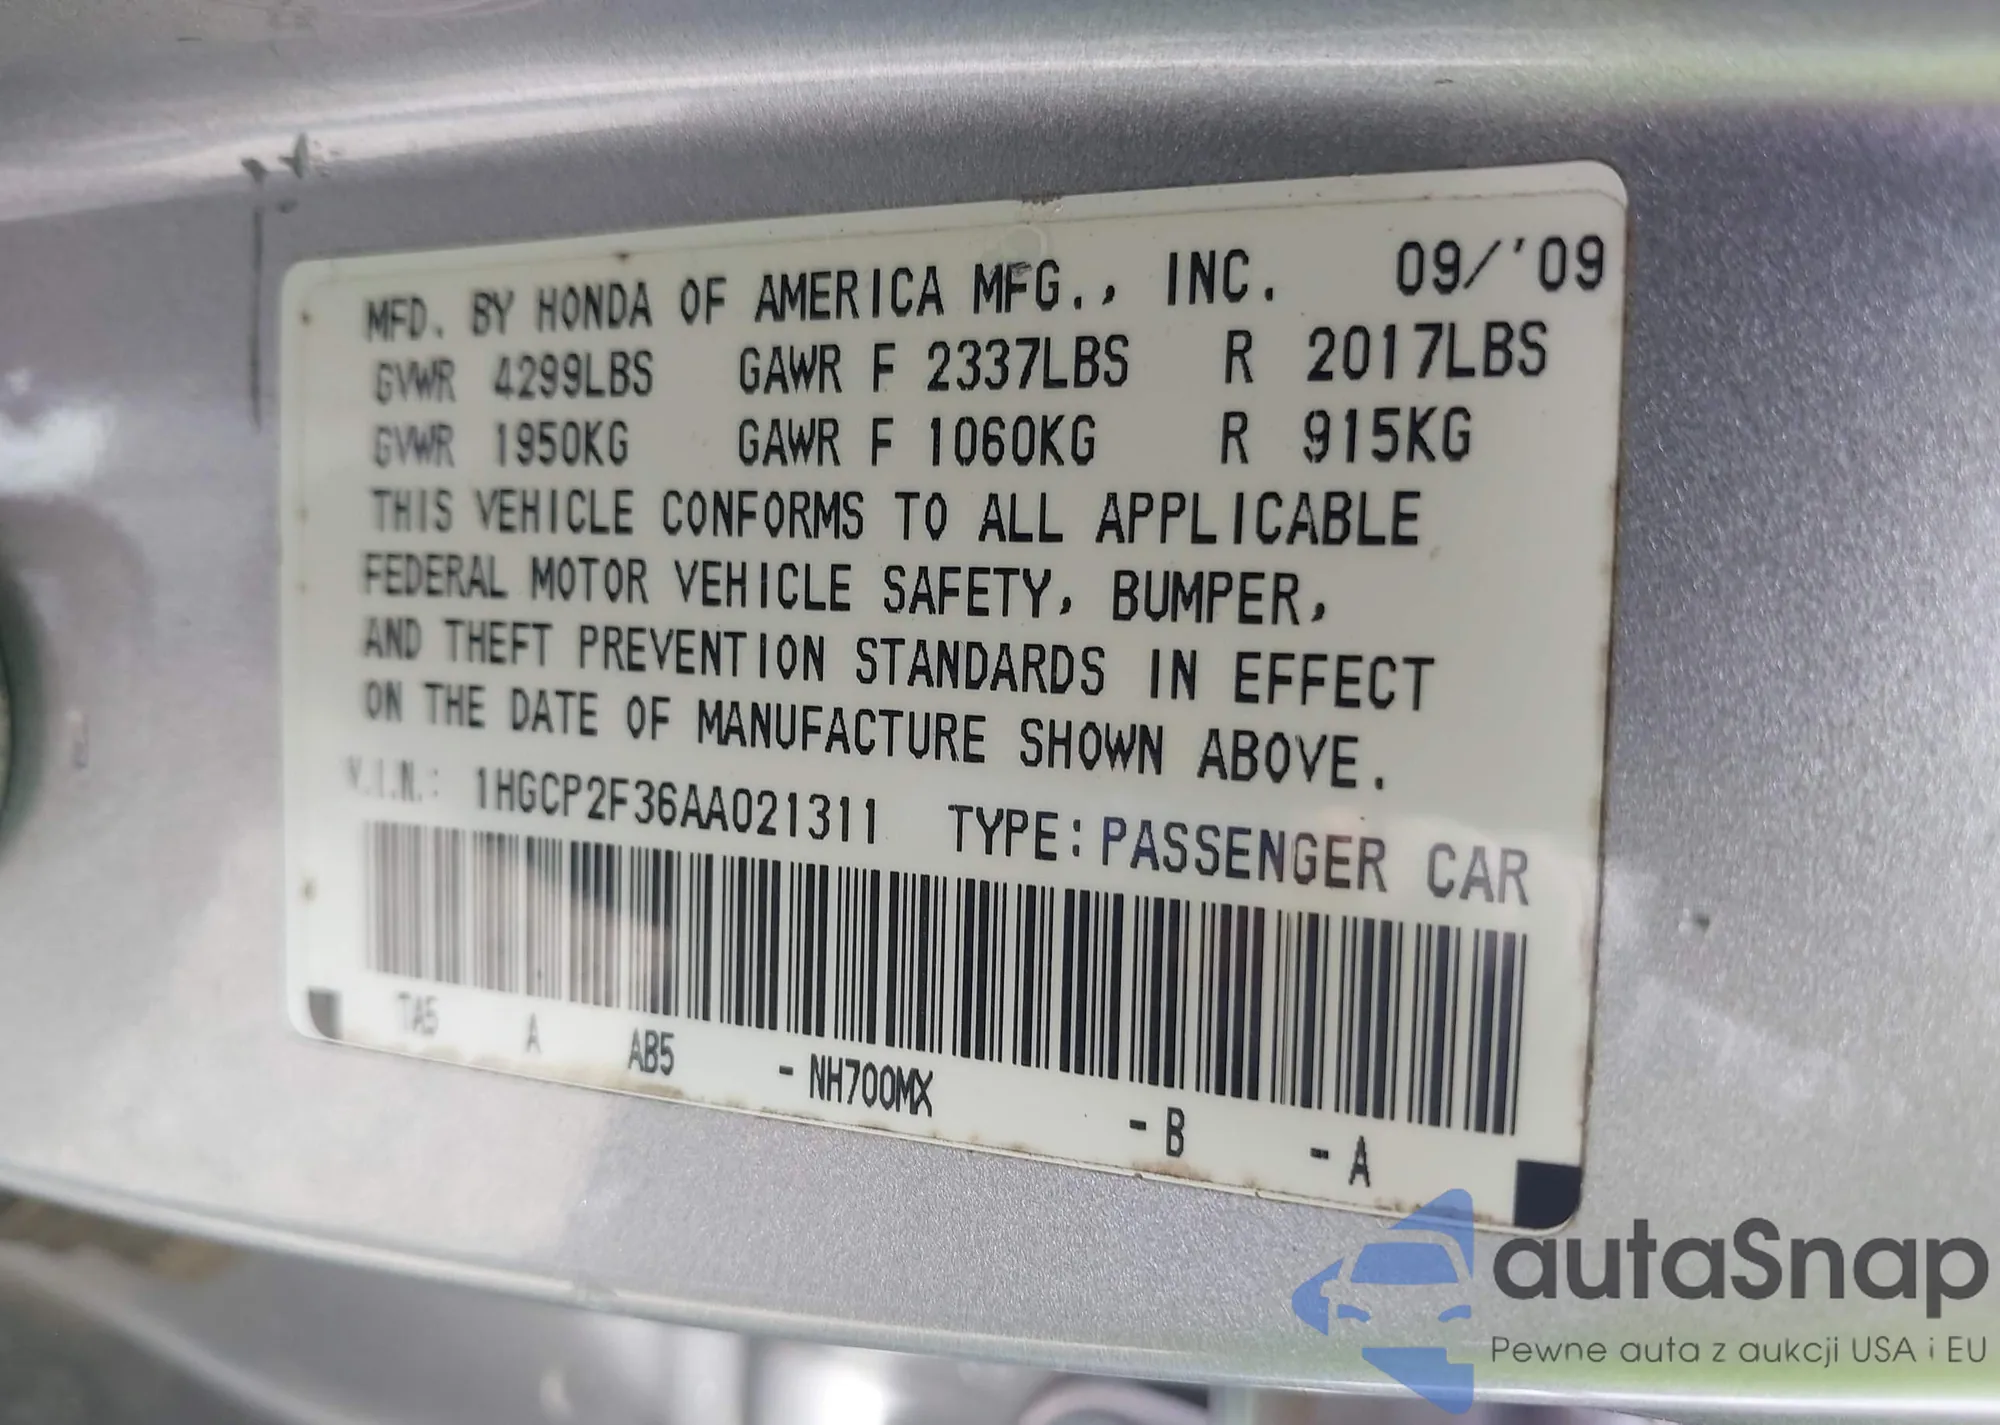 MFD. BY HONDA OF AMERICA MFG., INC. 09/'09
GVWR 4299LBS GAWR F 2337LBS R 2017LBS
GVWR 1950KG GAWR F 1060KG R 915KG
THIS VEHICLE CONFORMS TO ALL APPLICABLE
FEDERAL MOTOR VEHICLE SAFETY, BUMPER,
AND THEFT PREVENTION STANDARDS IN EFFECT
ON THE DATE OF MANUFACTURE SHOWN ABOVE.
V.I.N.: 1HGCP2F36AA021311 TYPE: PASSENGER CAR
TA5 A AB5 - NH700MX - B - A
autaSnap
Pewne auta z aukcji USA i EU